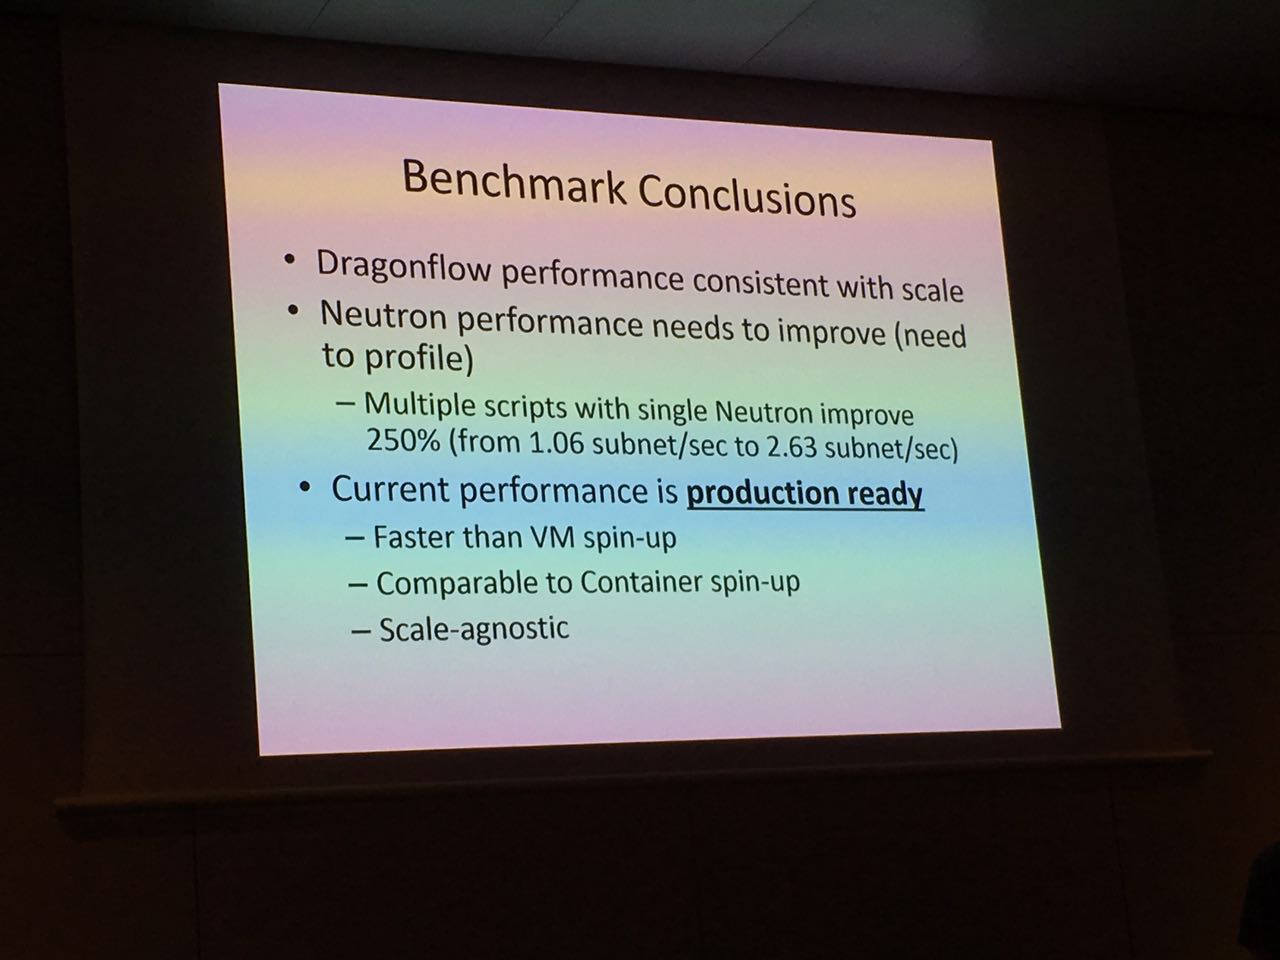 Benchmark Conclusions
• Dragonflow performance consistent with scale
• Neutron performance needs to improve (need
to profile)
– Multiple scripts with single Neutron improve
250% (from 1.06 subnet/sec to 2.63 subnet/sec)
• Current performance is production ready
– Faster than VM spin-up
– Comparable to Container spin-up
– Scale-agnostic